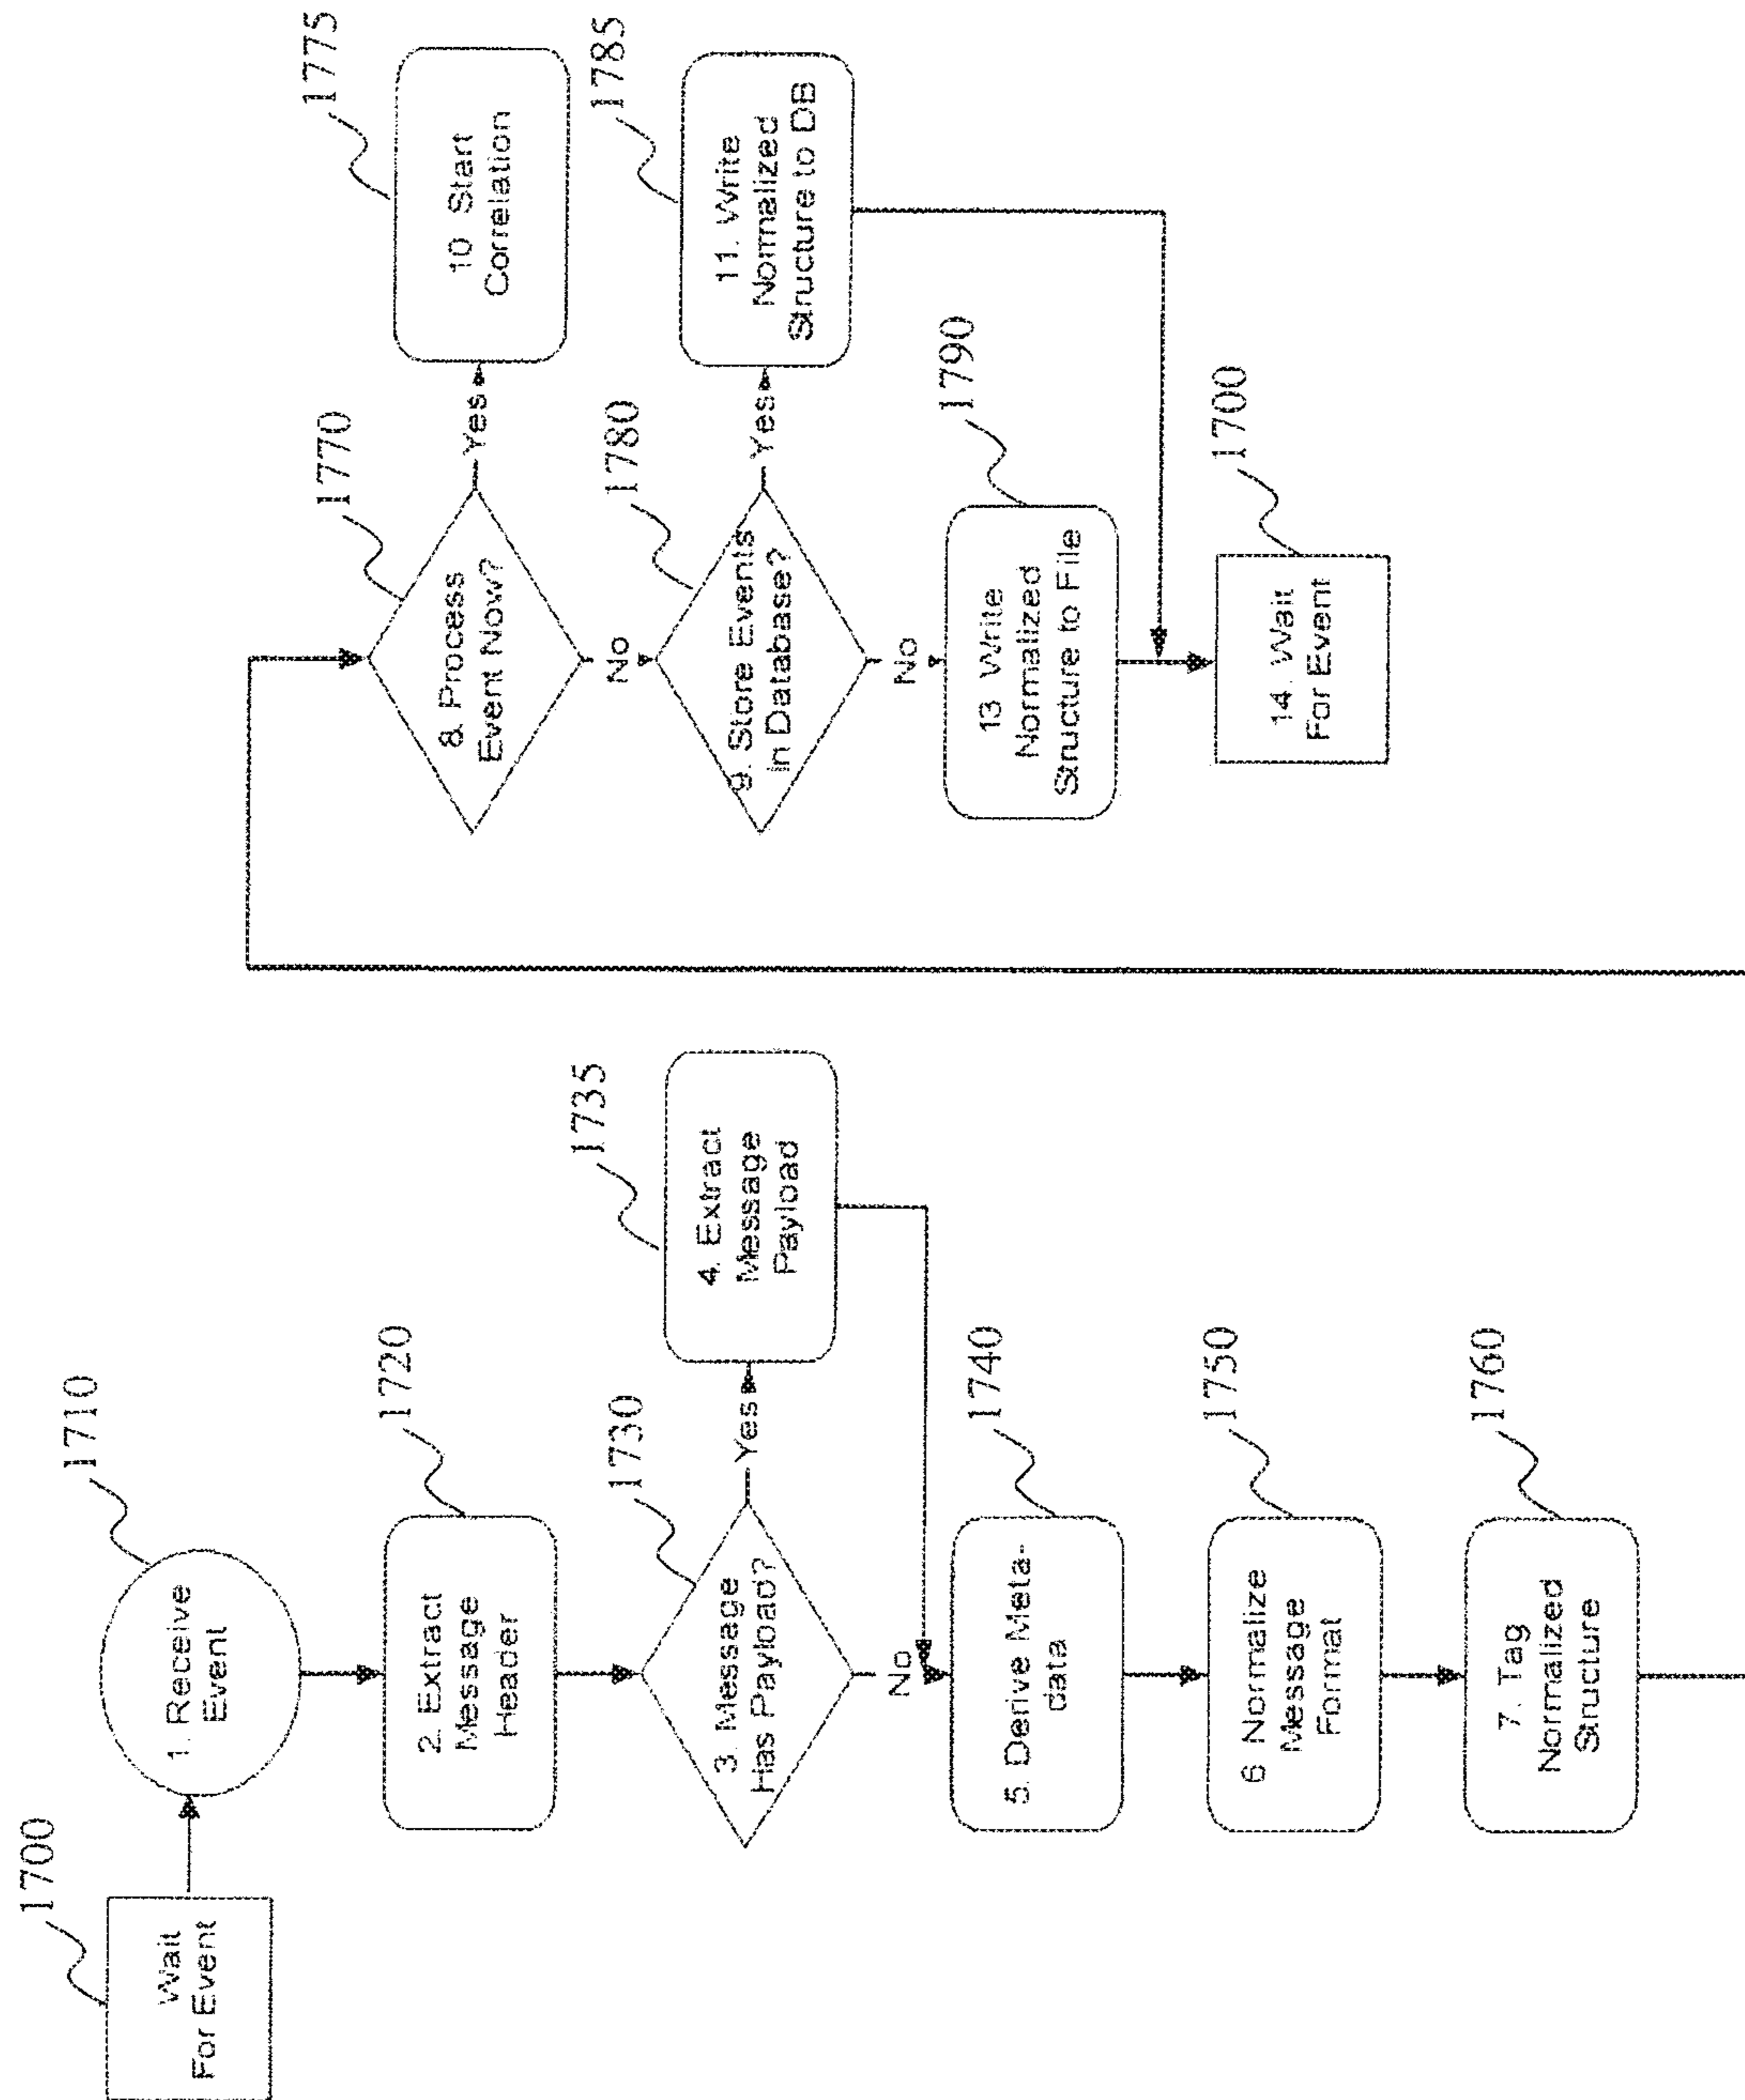 1700
Wait
For Event
1710
1. Receive
Event
1720
2. Extract
Message
Header
1730
3. Message
Has Payload?
Yes
No
1735
4. Extract
Message
Payload
1740
5. Derive Meta-
data
1750
6 Normalize
Message
Format
1760
7. Tag
Normalized
Structure
1770
8. Process
Event Now?
Yes
No
1775
10 Start
Correlation
1780
9. Store Events
in Database?
Yes
No
1785
11. Write
Normalized
Structure to DB
1790
13 Write
Normalized
Structure to File
1700
14. Wait
For Event